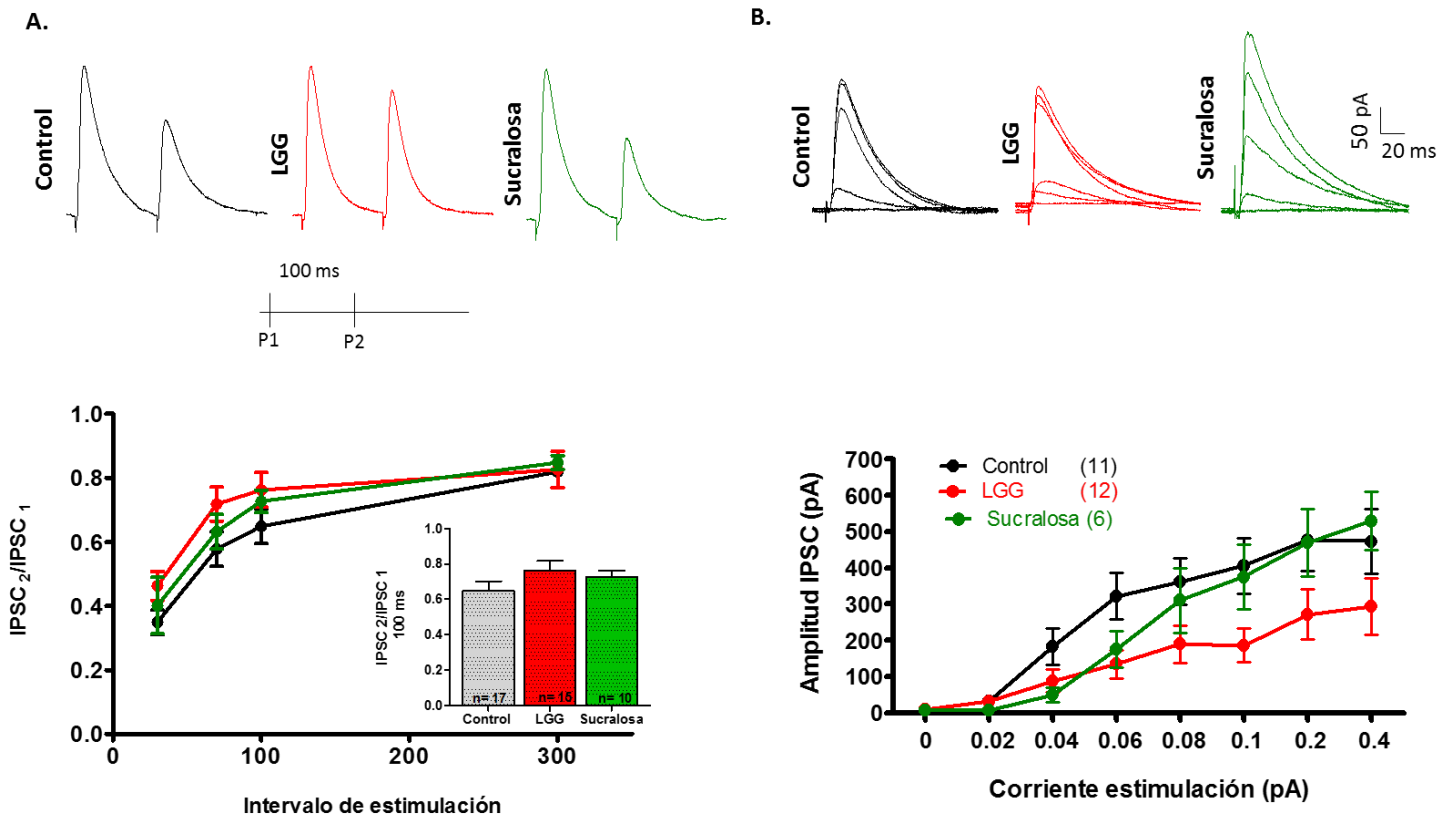 A.
Control
LGG
Sucralosa
100 ms
P1 P2
IPSC 2/IPSC 1
1.0
0.8
0.6
0.4
0.2
0.0
0 100 200 300
Intervalo de estimulación
IPSC 2/IPSC 1
100 ms
1.0
0.8
0.6
0.4
0.2
0.0
n= 17
n= 10
Control LGG Sucralosa
B.
Control
LGG
Sucralosa
50 pA
20 ms
Amplitud IPSC (pA)
700
600
500
400
300
200
100
0
Control (11)
LGG (12)
Sucralosa (6)
0 0.02 0.04 0.06 0.08 0.1 0.2 0.4
Corriente estimulación (pA)